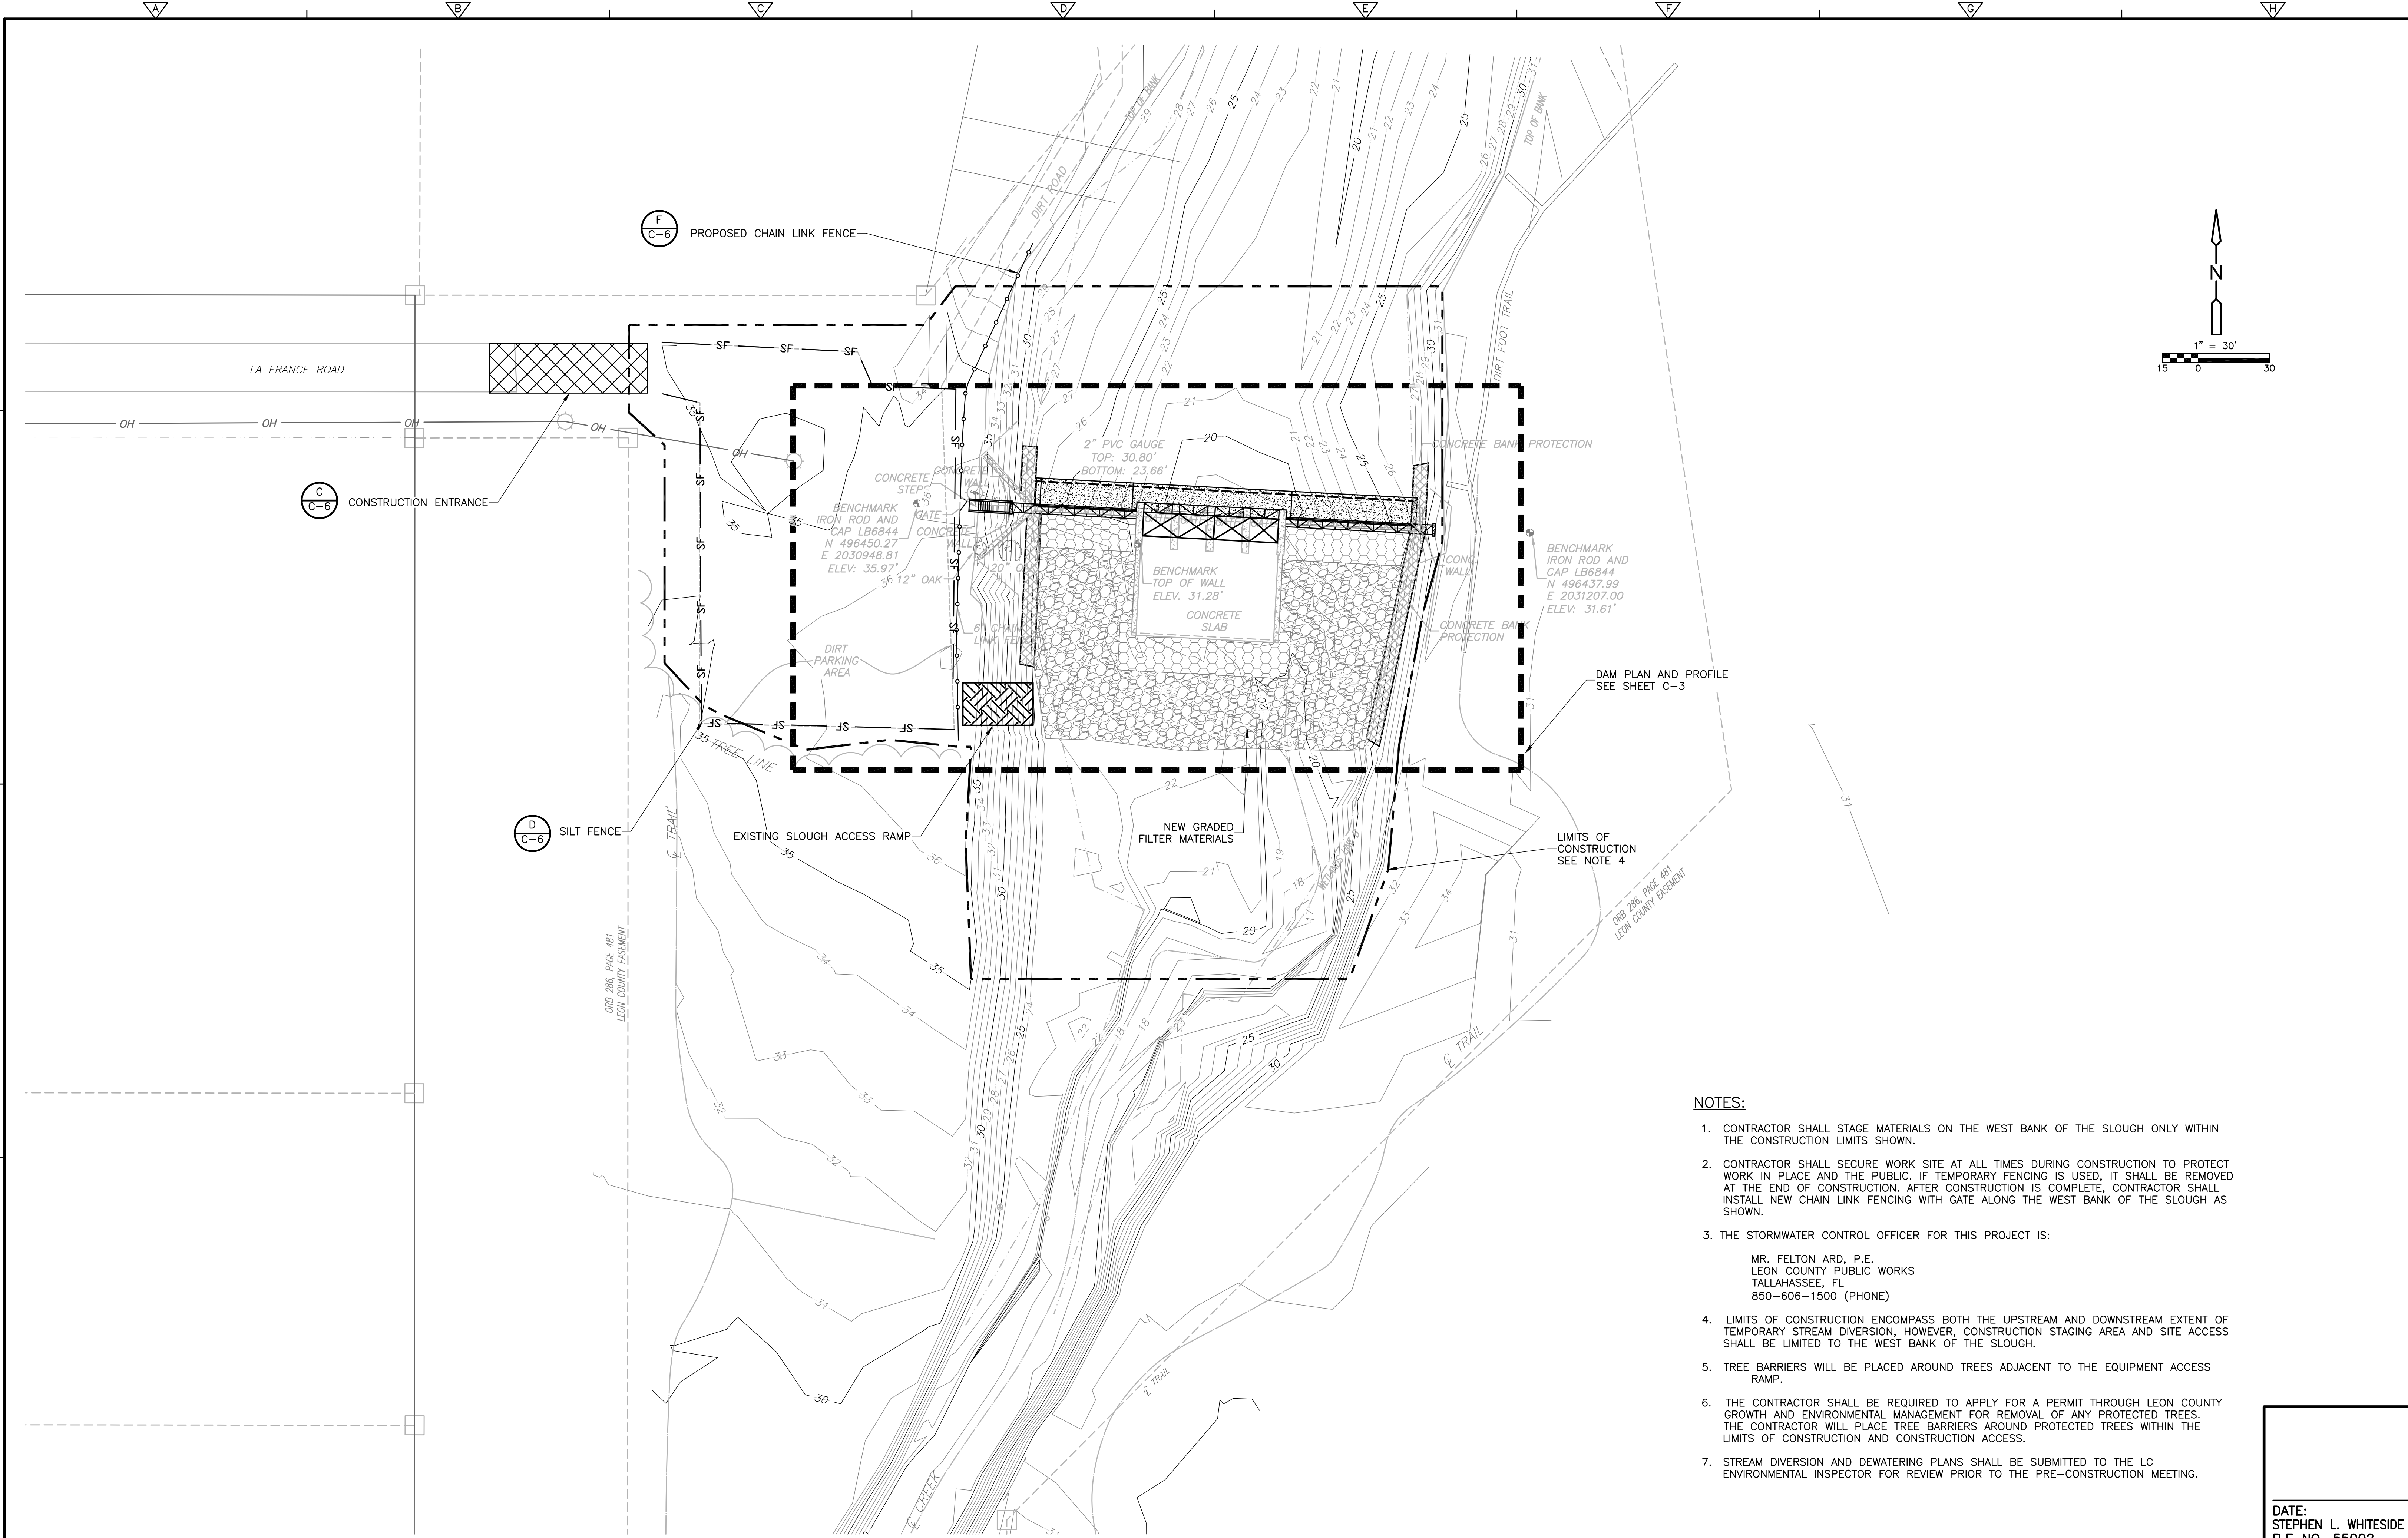 A
B
C
D
E
F
G
H
TOP OF BANK
TOP OF BANK
DIRT ROAD
F
C-6
PROPOSED CHAIN LINK FENCE
N
1" = 30'
15 0 30
DIRT FOOT TRAIL
LA FRANCE ROAD
OH OH OH OH OH
SF SF SF
C
C-6
CONSTRUCTION ENTRANCE
2" PVC GAUGE
TOP: 30.80'
BOTTOM: 23.66'
CONCRETE BANK PROTECTION
CONCRETE
STEP
CONCRETE
WALL
BENCHMARK
IRON ROD AND
CAP LB6844
N 496450.27
E 2030948.81
ELEV: 35.97'
GATE
CONCRETE
WALL
12" OAK
BENCHMARK
TOP OF WALL
ELEV. 31.28'
CONCRETE
SLAB
CONC.
WALL
BENCHMARK
IRON ROD AND
CAP LB6844
N 496437.99
E 2031207.00
ELEV: 31.61'
CONCRETE BANK
PROTECTION
DIRT
PARKING
AREA
DAM PLAN AND PROFILE
SEE SHEET C-3
TREE LINE
D
C-6
SILT FENCE
EXISTING SLOUGH ACCESS RAMP
NEW GRADED
FILTER MATERIALS
LIMITS OF
CONSTRUCTION
SEE NOTE 4
℄ TRAIL
ORB 286, PAGE 481
LEON COUNTY EASEMENT
ORB 286, PAGE 481
LEON COUNTY EASEMENT
℄ TRAIL
℄ TRAIL
℄ CREEK
NOTES:
1. CONTRACTOR SHALL STAGE MATERIALS ON THE WEST BANK OF THE SLOUGH ONLY WITHIN
THE CONSTRUCTION LIMITS SHOWN.
2. CONTRACTOR SHALL SECURE WORK SITE AT ALL TIMES DURING CONSTRUCTION TO PROTECT
WORK IN PLACE AND THE PUBLIC. IF TEMPORARY FENCING IS USED, IT SHALL BE REMOVED
AT THE END OF CONSTRUCTION. AFTER CONSTRUCTION IS COMPLETE, CONTRACTOR SHALL
INSTALL NEW CHAIN LINK FENCING WITH GATE ALONG THE WEST BANK OF THE SLOUGH AS
SHOWN.
3. THE STORMWATER CONTROL OFFICER FOR THIS PROJECT IS:
MR. FELTON ARD, P.E.
LEON COUNTY PUBLIC WORKS
TALLAHASSEE, FL
850-606-1500 (PHONE)
4. LIMITS OF CONSTRUCTION ENCOMPASS BOTH THE UPSTREAM AND DOWNSTREAM EXTENT OF
TEMPORARY STREAM DIVERSION, HOWEVER, CONSTRUCTION STAGING AREA AND SITE ACCESS
SHALL BE LIMITED TO THE WEST BANK OF THE SLOUGH.
5. TREE BARRIERS WILL BE PLACED AROUND TREES ADJACENT TO THE EQUIPMENT ACCESS
RAMP.
6. THE CONTRACTOR SHALL BE REQUIRED TO APPLY FOR A PERMIT THROUGH LEON COUNTY
GROWTH AND ENVIRONMENTAL MANAGEMENT FOR REMOVAL OF ANY PROTECTED TREES.
THE CONTRACTOR WILL PLACE TREE BARRIERS AROUND PROTECTED TREES WITHIN THE
LIMITS OF CONSTRUCTION AND CONSTRUCTION ACCESS.
7. STREAM DIVERSION AND DEWATERING PLANS SHALL BE SUBMITTED TO THE LC
ENVIRONMENTAL INSPECTOR FOR REVIEW PRIOR TO THE PRE-CONSTRUCTION MEETING.
DATE:
STEPHEN L. WHITESIDE